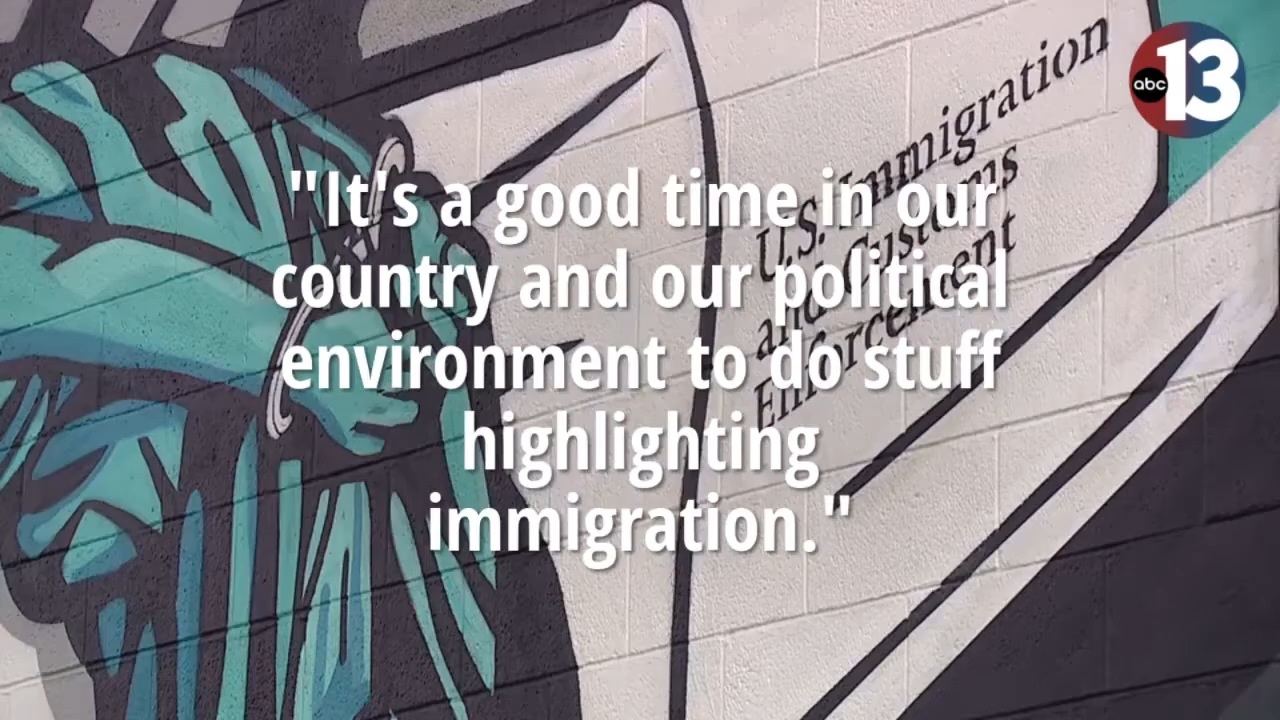 abc 13
U.S. Immigration
and Customs
Enforcement
"It's a good time in our
country and our political
environment to do stuff
highlighting
immigration."